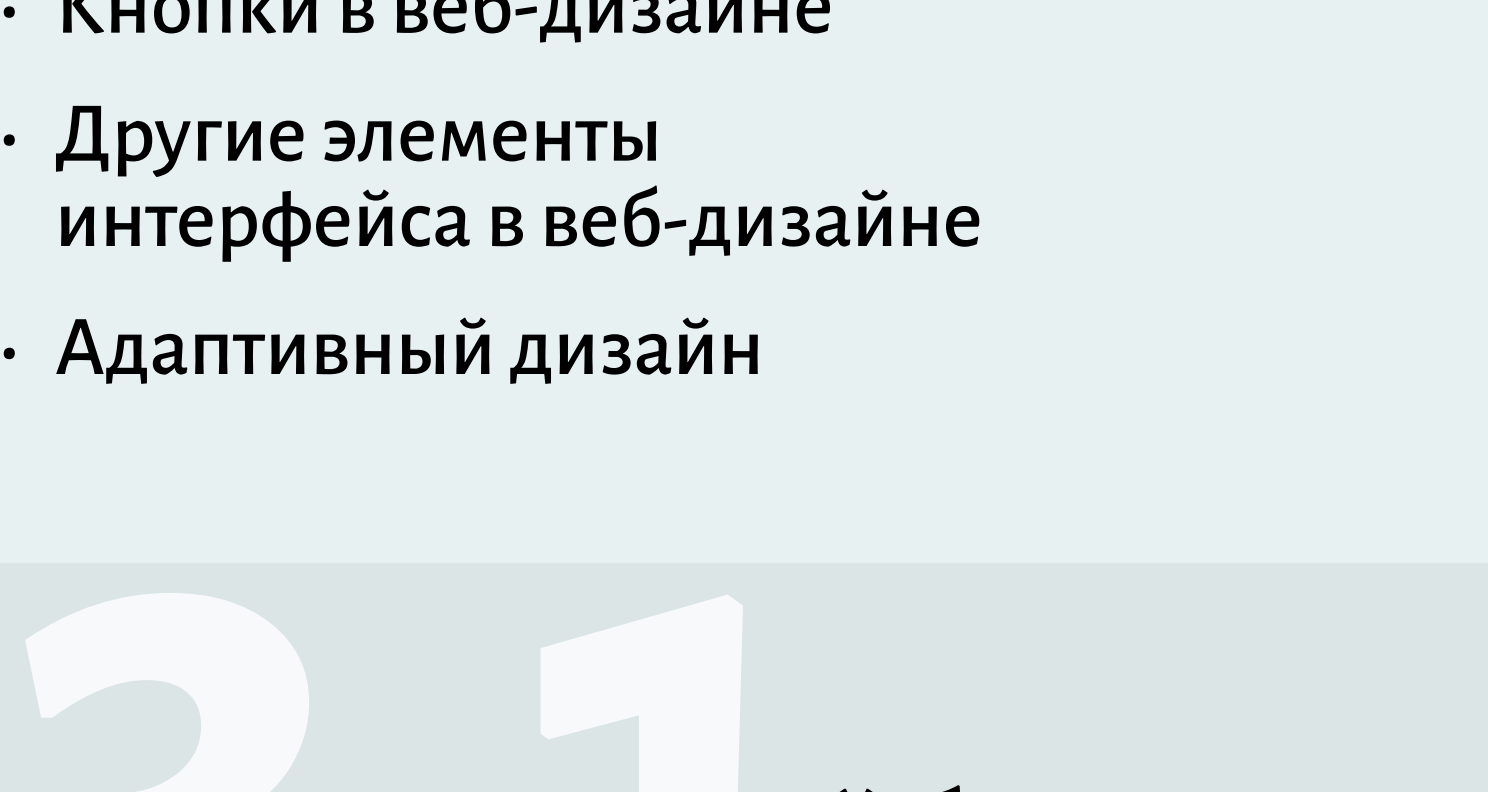 · Кнопки в веб-дизайне
· Другие элементы
интерфейса в веб-дизайне
· Адаптивный дизайн